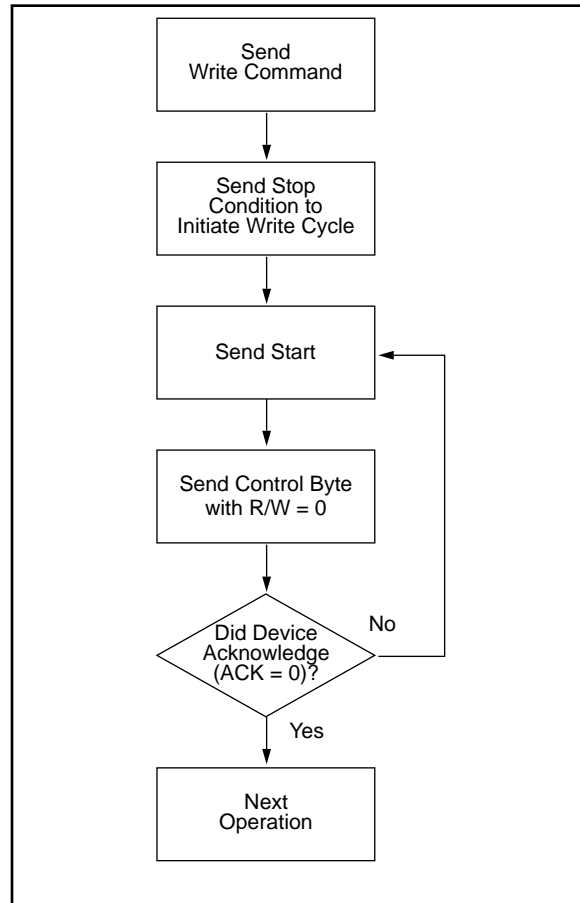 Send
Write Command
Send Stop
Condition to
Initiate Write Cycle
Send Start
Send Control Byte
with R/W = 0
Did Device
Acknowledge
(ACK = 0)?
No
Yes
Next
Operation